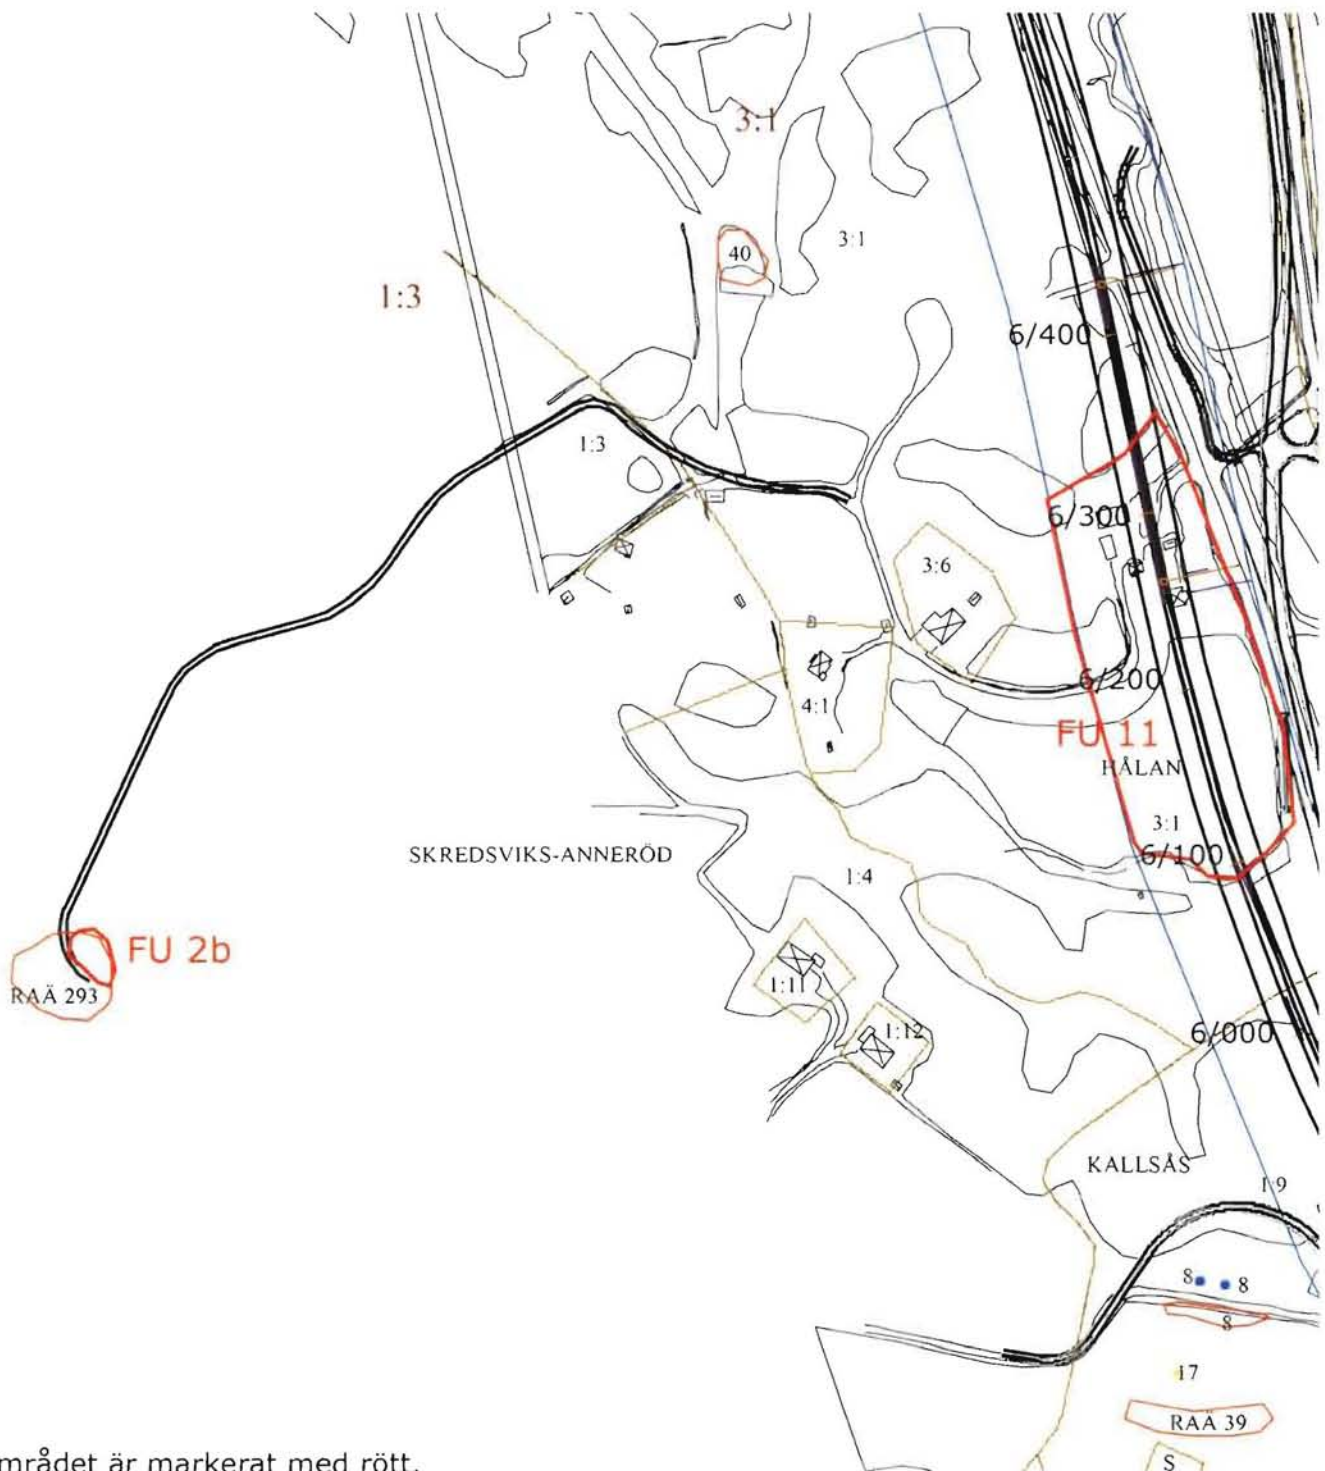 3:1
40
3:1
1:3
6/400
1:3
6/300
3:6
6/200
4:1
FU 11
HÅLAN
3:1
6/100
SKREDSVIKS-ANNERÖD
1:4
FU 2b
1:11
RAÄ 293
1:12
6/000
KALLSÅS
1:9
8
8
8
17
RAÄ 39
S
mrådet är markerat med rött.